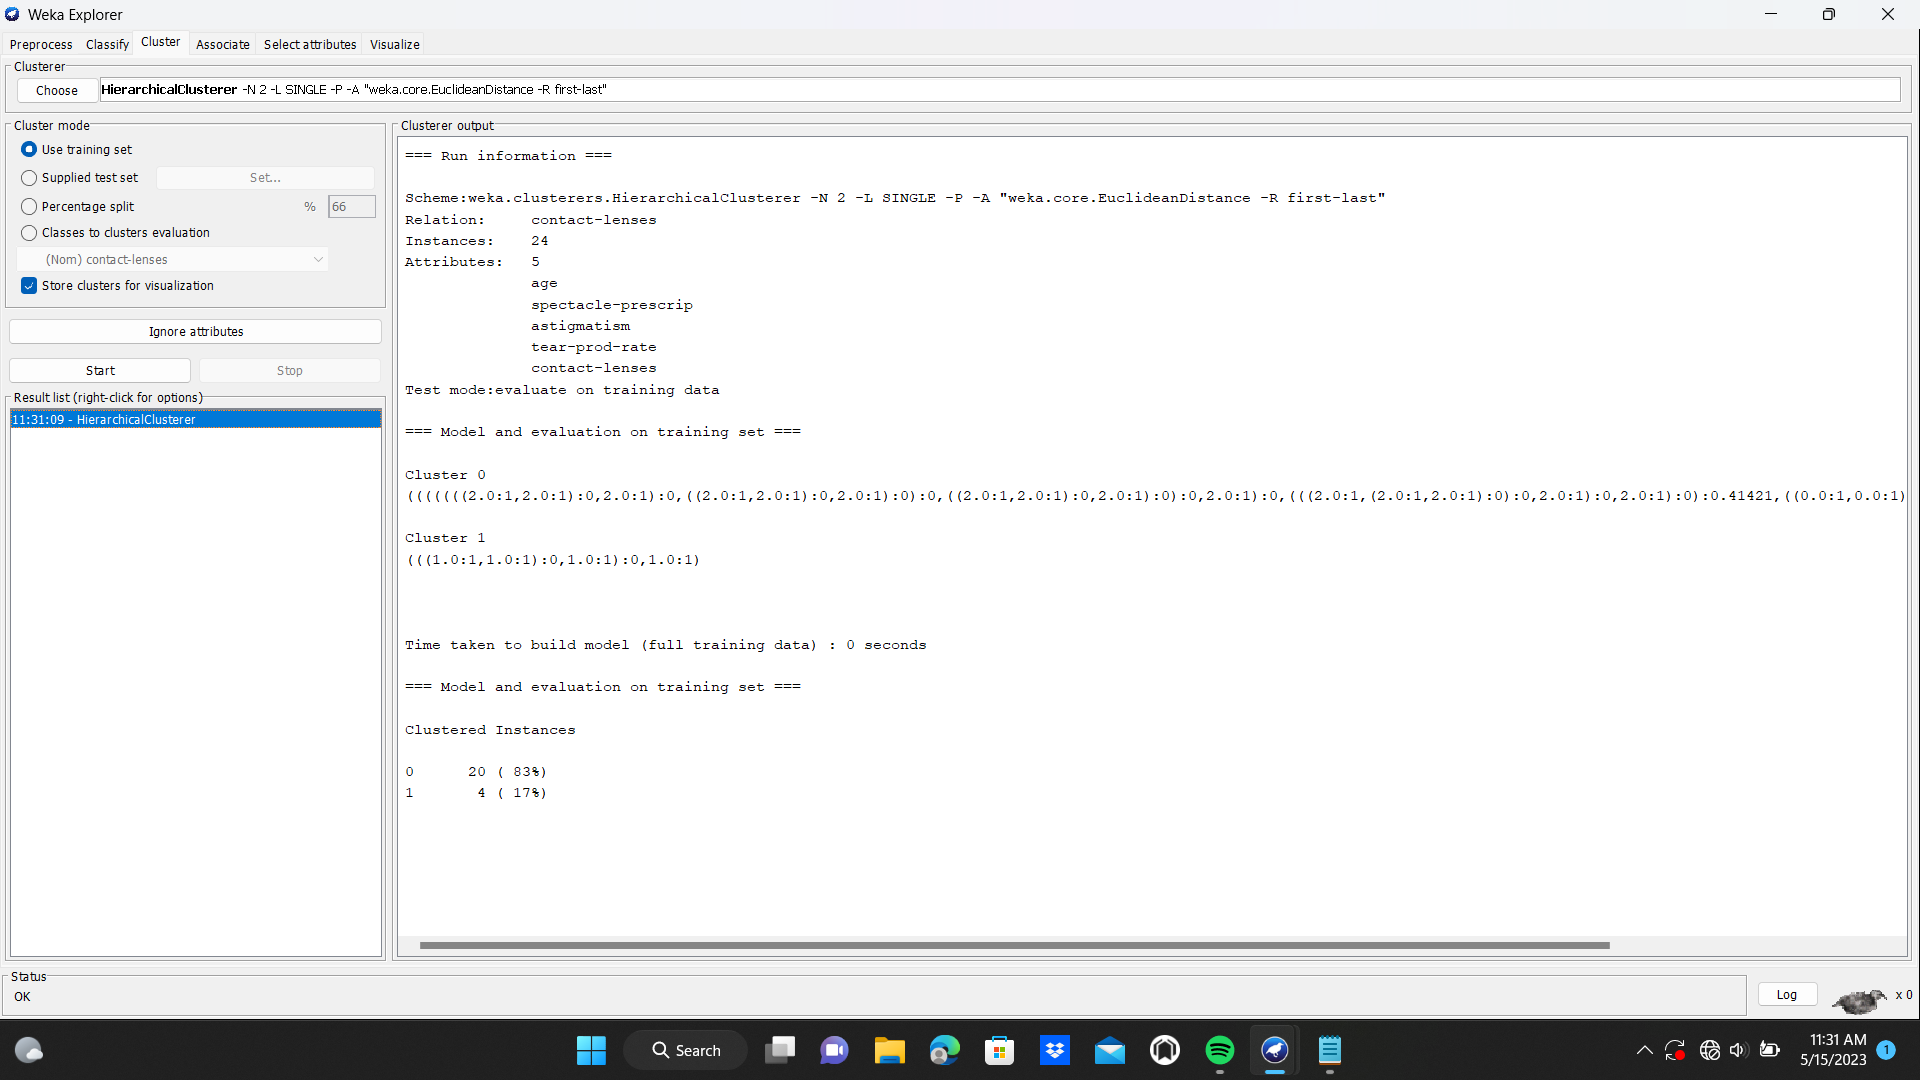 Weka Explorer
Preprocess Classify Cluster Associate Select attributes Visualize
Clusterer
Choose HierarchicalClusterer -N 2 -L SINGLE -P -A "weka.core.EuclideanDistance -R first-last"
Cluster mode
Use training set
Supplied test set Set...
Percentage split % 66
Classes to clusters evaluation
(Nom) contact-lenses
Store clusters for visualization
Ignore attributes
Start Stop
Result list (right-click for options)
11:31:09 - HierarchicalClusterer
Clusterer output
=== Run information ===
Scheme:weka.clusterers.HierarchicalClusterer -N 2 -L SINGLE -P -A "weka.core.EuclideanDistance -R first-last"
Relation: contact-lenses
Instances: 24
Attributes: 5
age
spectacle-prescrip
astigmatism
tear-prod-rate
contact-lenses
Test mode:evaluate on training data
=== Model and evaluation on training set ===
Cluster 0
(((((((2.0:1,2.0:1):0,2.0:1):0,((2.0:1,2.0:1):0,2.0:1):0):0,((2.0:1,2.0:1):0,2.0:1):0):0,2.0:1):0,(((2.0:1,(2.0:1,2.0:1):0):0,2.0:1):0,2.0:1):0):0.41421,((0.0:1,0.0:1)
Cluster 1
(((1.0:1,1.0:1):0,1.0:1):0,1.0:1)
Time taken to build model (full training data) : 0 seconds
=== Model and evaluation on training set ===
Clustered Instances
0 20 ( 83%)
1 4 ( 17%)
Status
OK
Log
x 0
Search
11:31 AM
5/15/2023
1